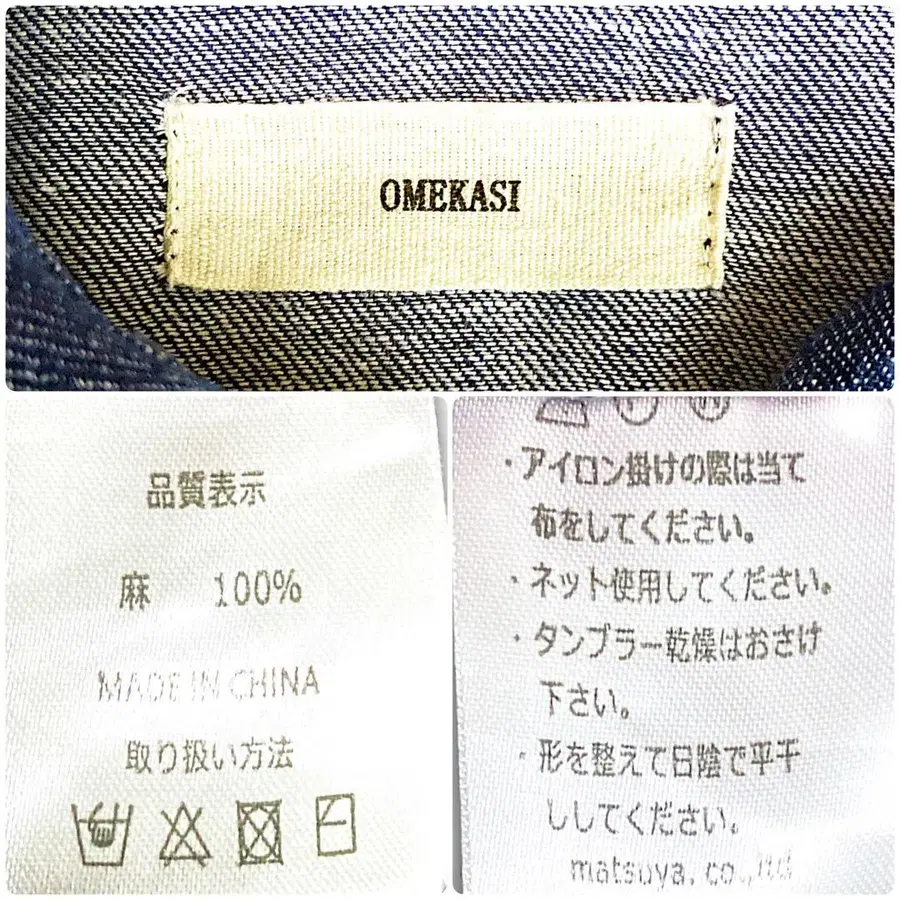 OMEKASI
品質表示
麻 100%
MADE IN CHINA
取り扱い方法
・アイロン掛けの際は当て
布をしてください。
・ネット使用してください。
・タンブラー乾燥はおさけ
下さい。
・形を整えて日陰で平干
ししてください。
matsuya.co.,ltd